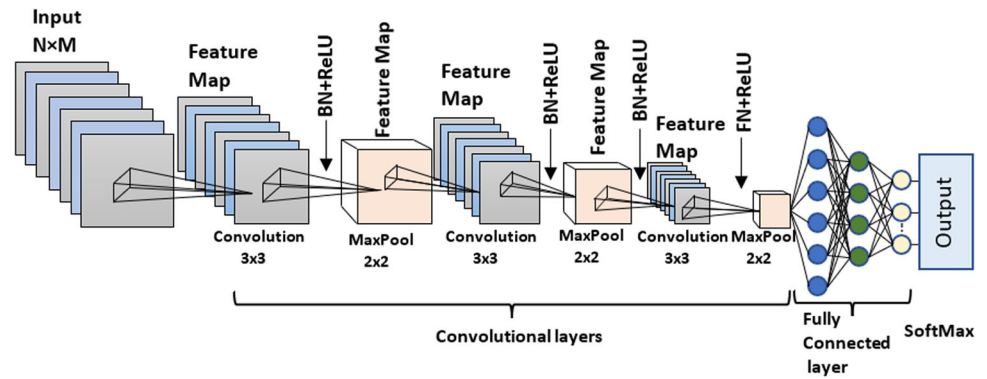 Input
N×M
Feature
Map
BN+ReLU
Feature Map
Feature
Map
BN+ReLU
Feature Map
BN+ReLU
Feature
Map
FN+ReLU
Convolution
3x3
MaxPool
2x2
Convolution
3x3
MaxPool
2x2
Convolution
3x3
MaxPool
2x2
Output
Convolutional layers
Fully
Connected
layer
SoftMax